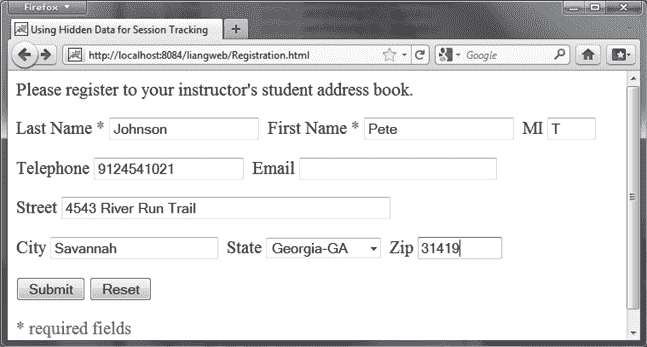 Firefox
Using Hidden Data for Session Tracking +
http://localhost:8084/liangweb/Registration.html Google
Please register to your instructor's student address book.
Last Name * Johnson First Name * Pete MI T
Telephone 9124541021 Email
Street 4543 River Run Trail
City Savannah State Georgia-GA Zip 31419
Submit Reset
* required fields